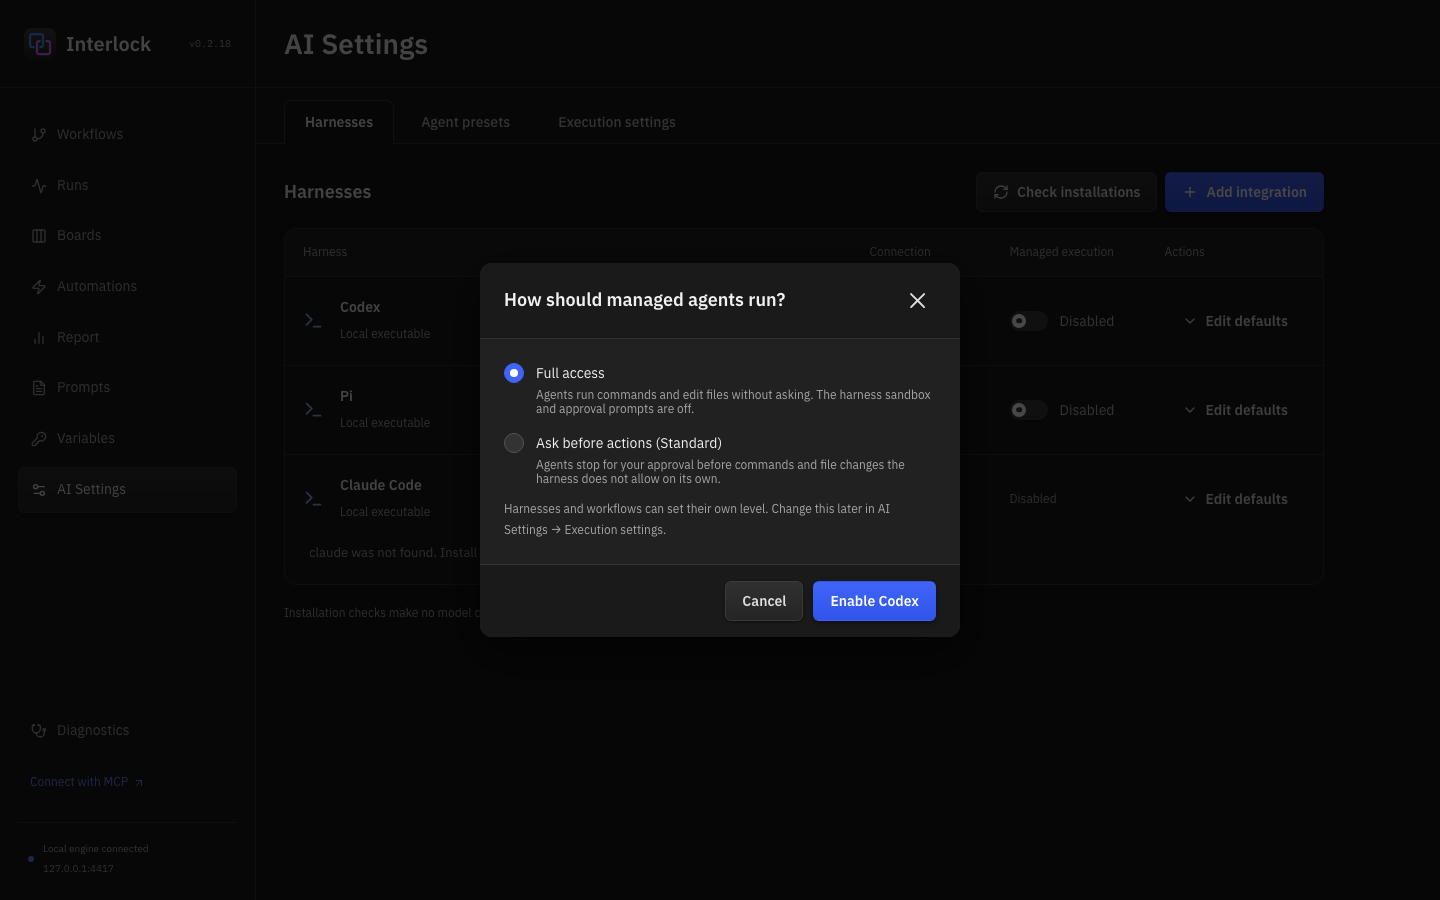 Interlock
v0.2.18
AI Settings
Workflows
Runs
Boards
Automations
Report
Prompts
Variables
AI Settings
Diagnostics
Connect with MCP
Local engine connected
127.0.0.1:4417
Harnesses
Agent presets
Execution settings
Harnesses
Check installations
Add integration
Harness
Connection
Managed execution
Actions
Codex
Local executable
Disabled
Edit defaults
Pi
Local executable
Disabled
Edit defaults
Claude Code
Local executable
Disabled
Edit defaults
claude was not found. Install
Installation checks make no model
How should managed agents run?
Full access
Agents run commands and edit files without asking. The harness sandbox
and approval prompts are off.
Ask before actions (Standard)
Agents stop for your approval before commands and file changes the
harness does not allow on its own.
Harnesses and workflows can set their own level. Change this later in AI
Settings → Execution settings.
Cancel
Enable Codex